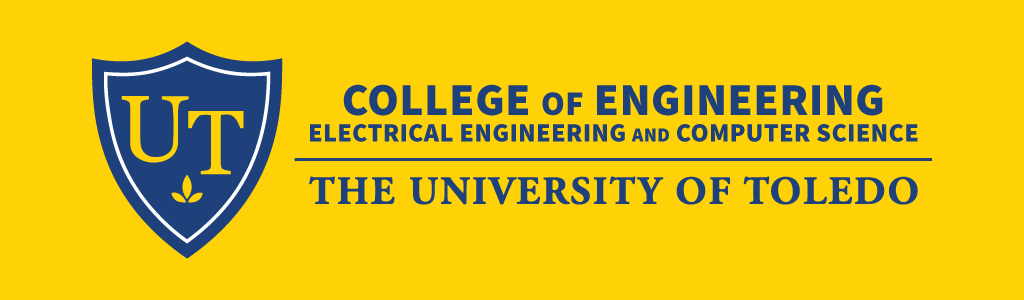 UT
COLLEGE OF ENGINEERING
ELECTRICAL ENGINEERING AND COMPUTER SCIENCE
THE UNIVERSITY OF TOLEDO